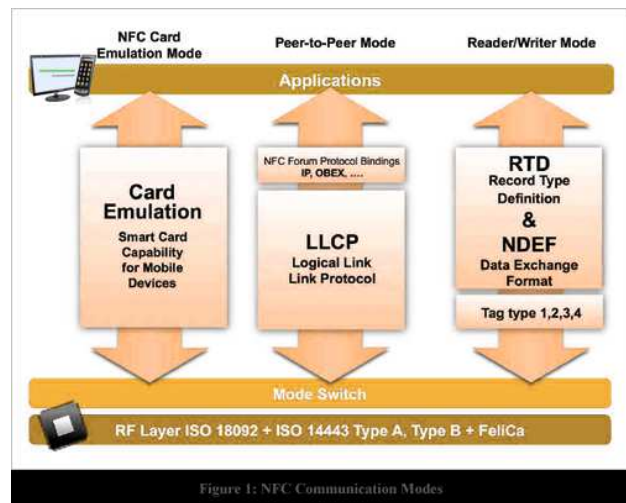 NFC Card
Emulation Mode
Peer-to-Peer Mode
Reader/Writer Mode
Applications
Card
Emulation
Smart Card
Capability
for Mobile
Devices
NFC Forum Protocol Bindings
IP, OBEX, ....
LLCP
Logical Link
Link Protocol
RTD
Record Type
Definition
&
NDEF
Data Exchange
Format
Tag type 1,2,3,4
Mode Switch
RF Layer ISO 18092 + ISO 14443 Type A, Type B + FeliCa
Figure 1: NFC Communication Modes